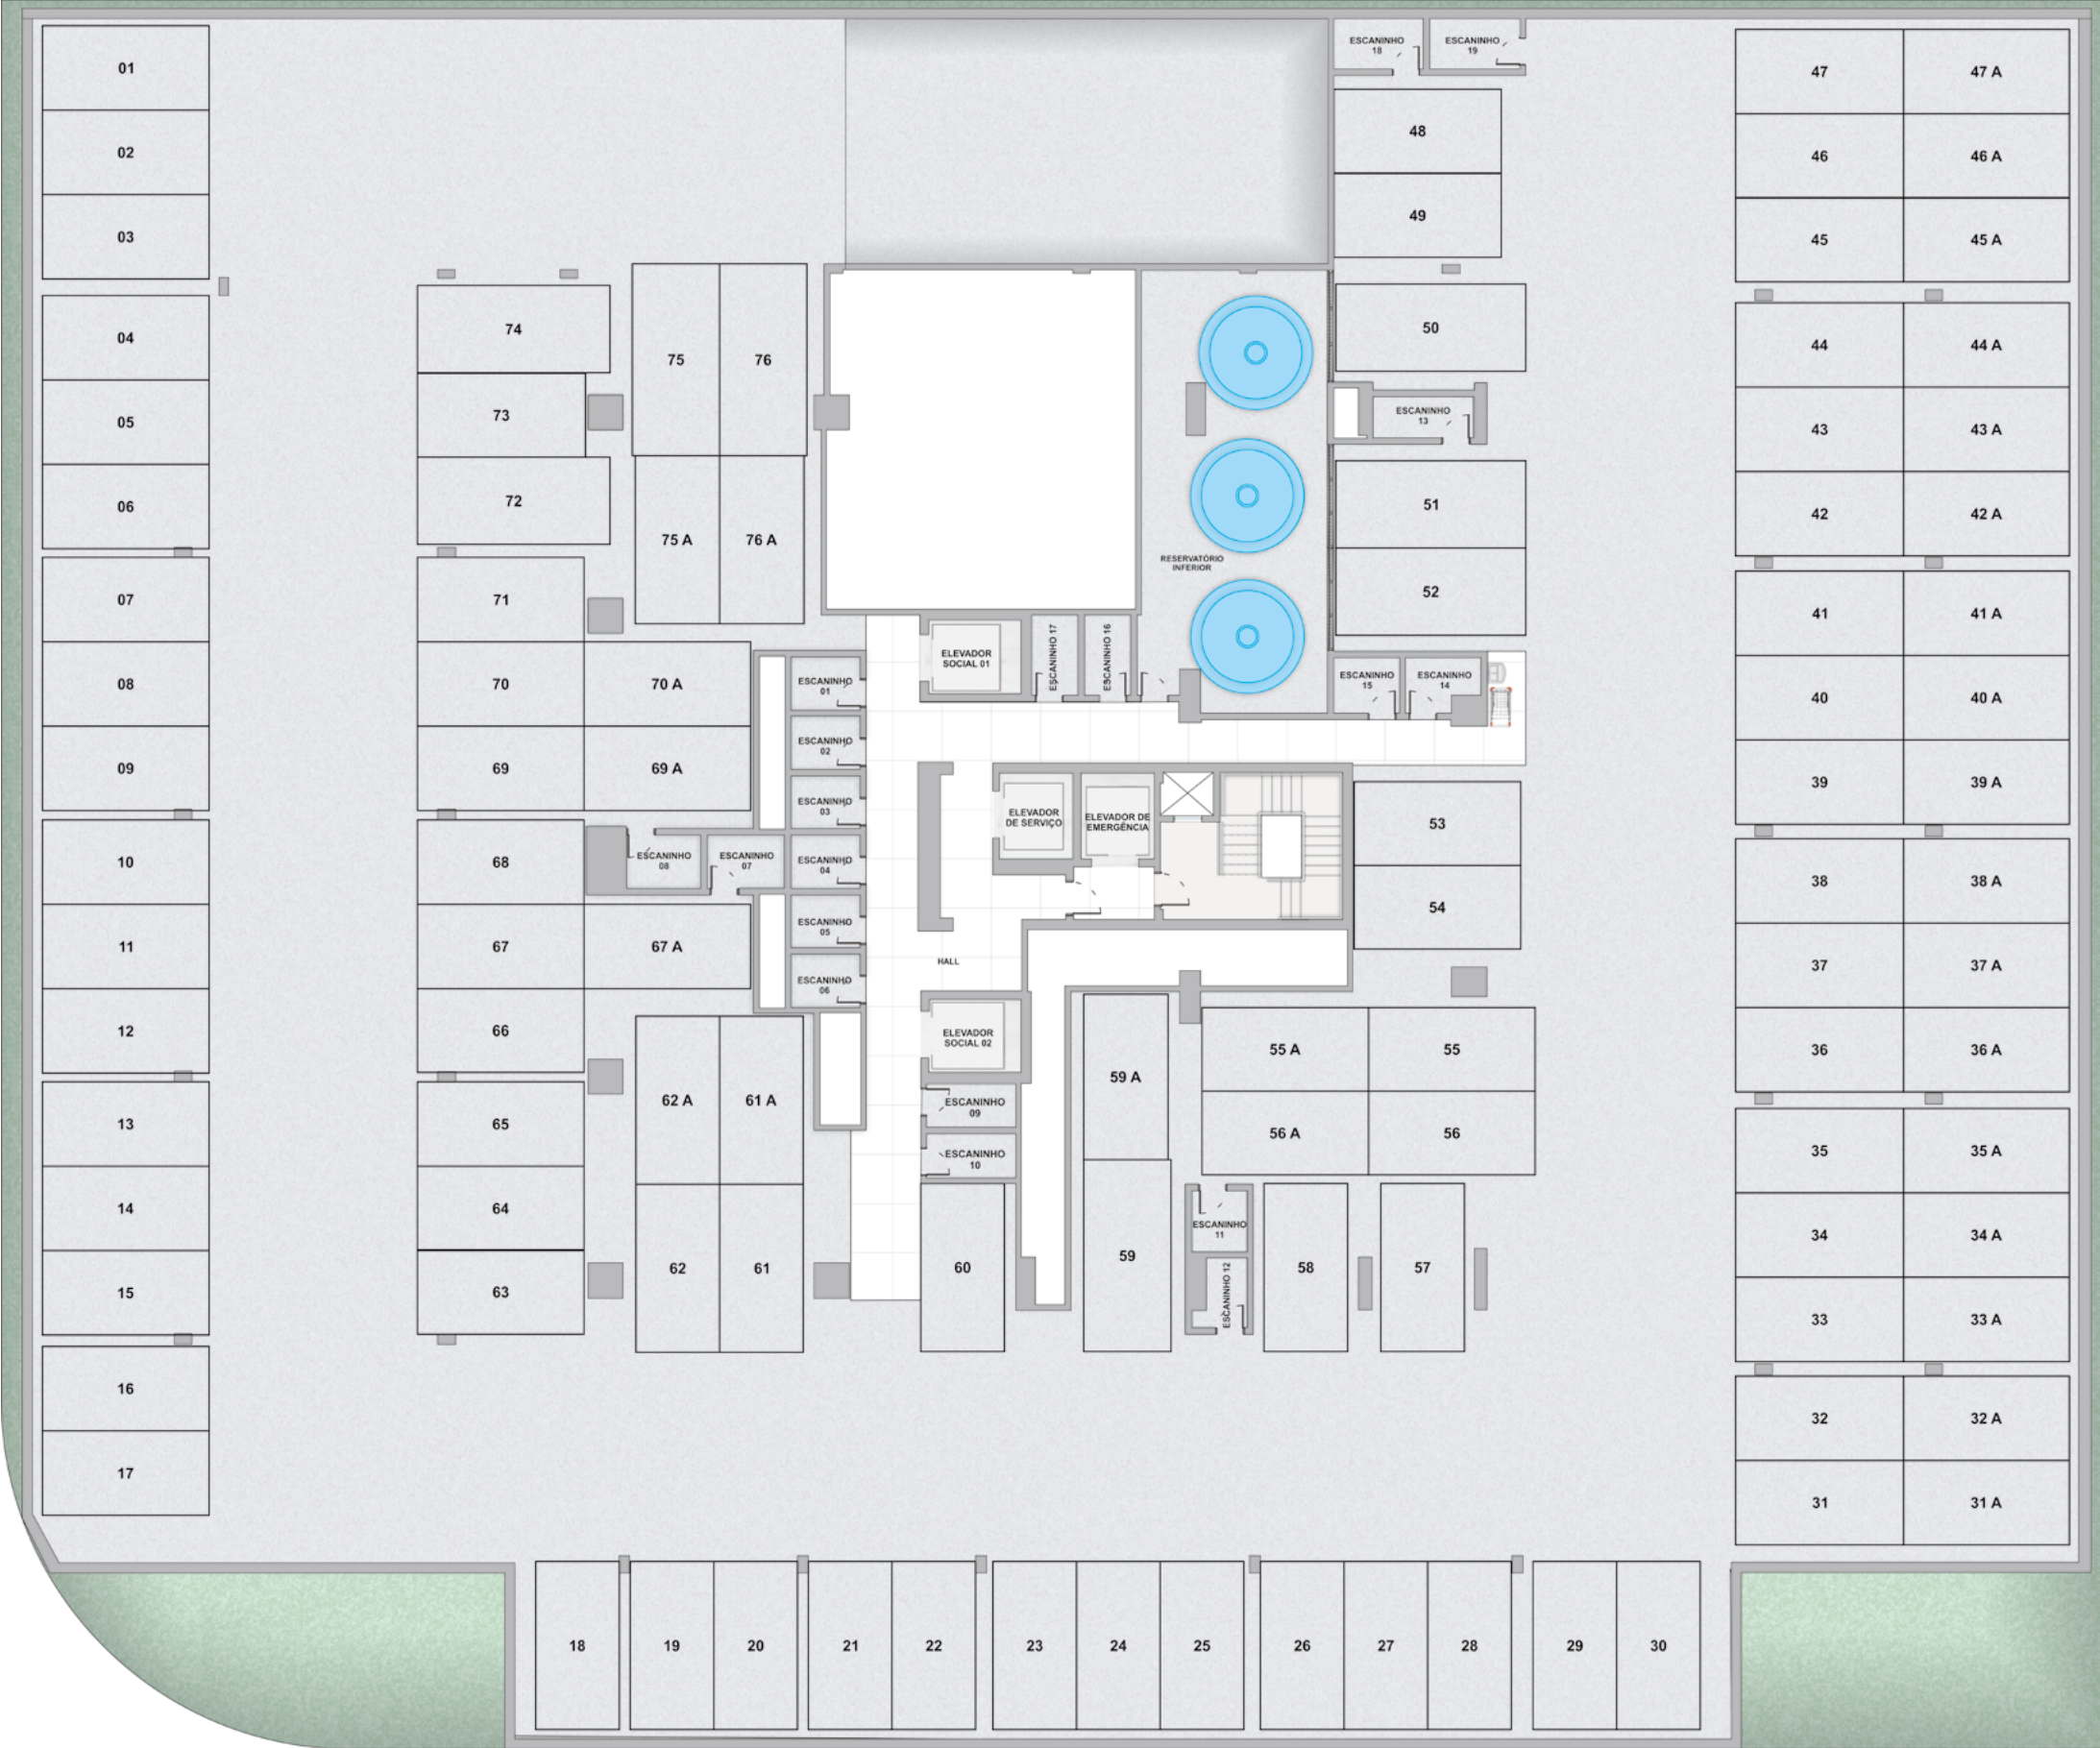 01
02
03
04
05
06
07
08
09
10
11
12
13
14
15
16
17
74
73
72
71
70
70 A
69
69 A
68
67
67 A
66
65
64
63
75
76
75 A
76 A
62 A
61 A
62
61
ESCANINHO
01
ESCANINHO
02
ESCANINHO
03
ESCANINHO
04
ESCANINHO
05
ESCANINHO
06
ESCANINHO
08
ESCANINHO
07
ELEVADOR
SOCIAL 01
ESCANINHO 17
ESCANINHO 16
RESERVATÓRIO
INFERIOR
ELEVADOR
DE SERVIÇO
ELEVADOR DE
EMERGÊNCIA
HALL
ELEVADOR
SOCIAL 02
ESCANINHO
09
ESCANINHO
10
60
59 A
59
ESCANINHO
18
ESCANINHO
19
48
49
50
ESCANINHO
13
51
52
ESCANINHO
15
ESCANINHO
14
53
54
55 A
55
56 A
56
ESCANINHO
11
ESCANINHO 12
58
57
47
47 A
46
46 A
45
45 A
44
44 A
43
43 A
42
42 A
41
41 A
40
40 A
39
39 A
38
38 A
37
37 A
36
36 A
35
35 A
34
34 A
33
33 A
32
32 A
31
31 A
18
19
20
21
22
23
24
25
26
27
28
29
30